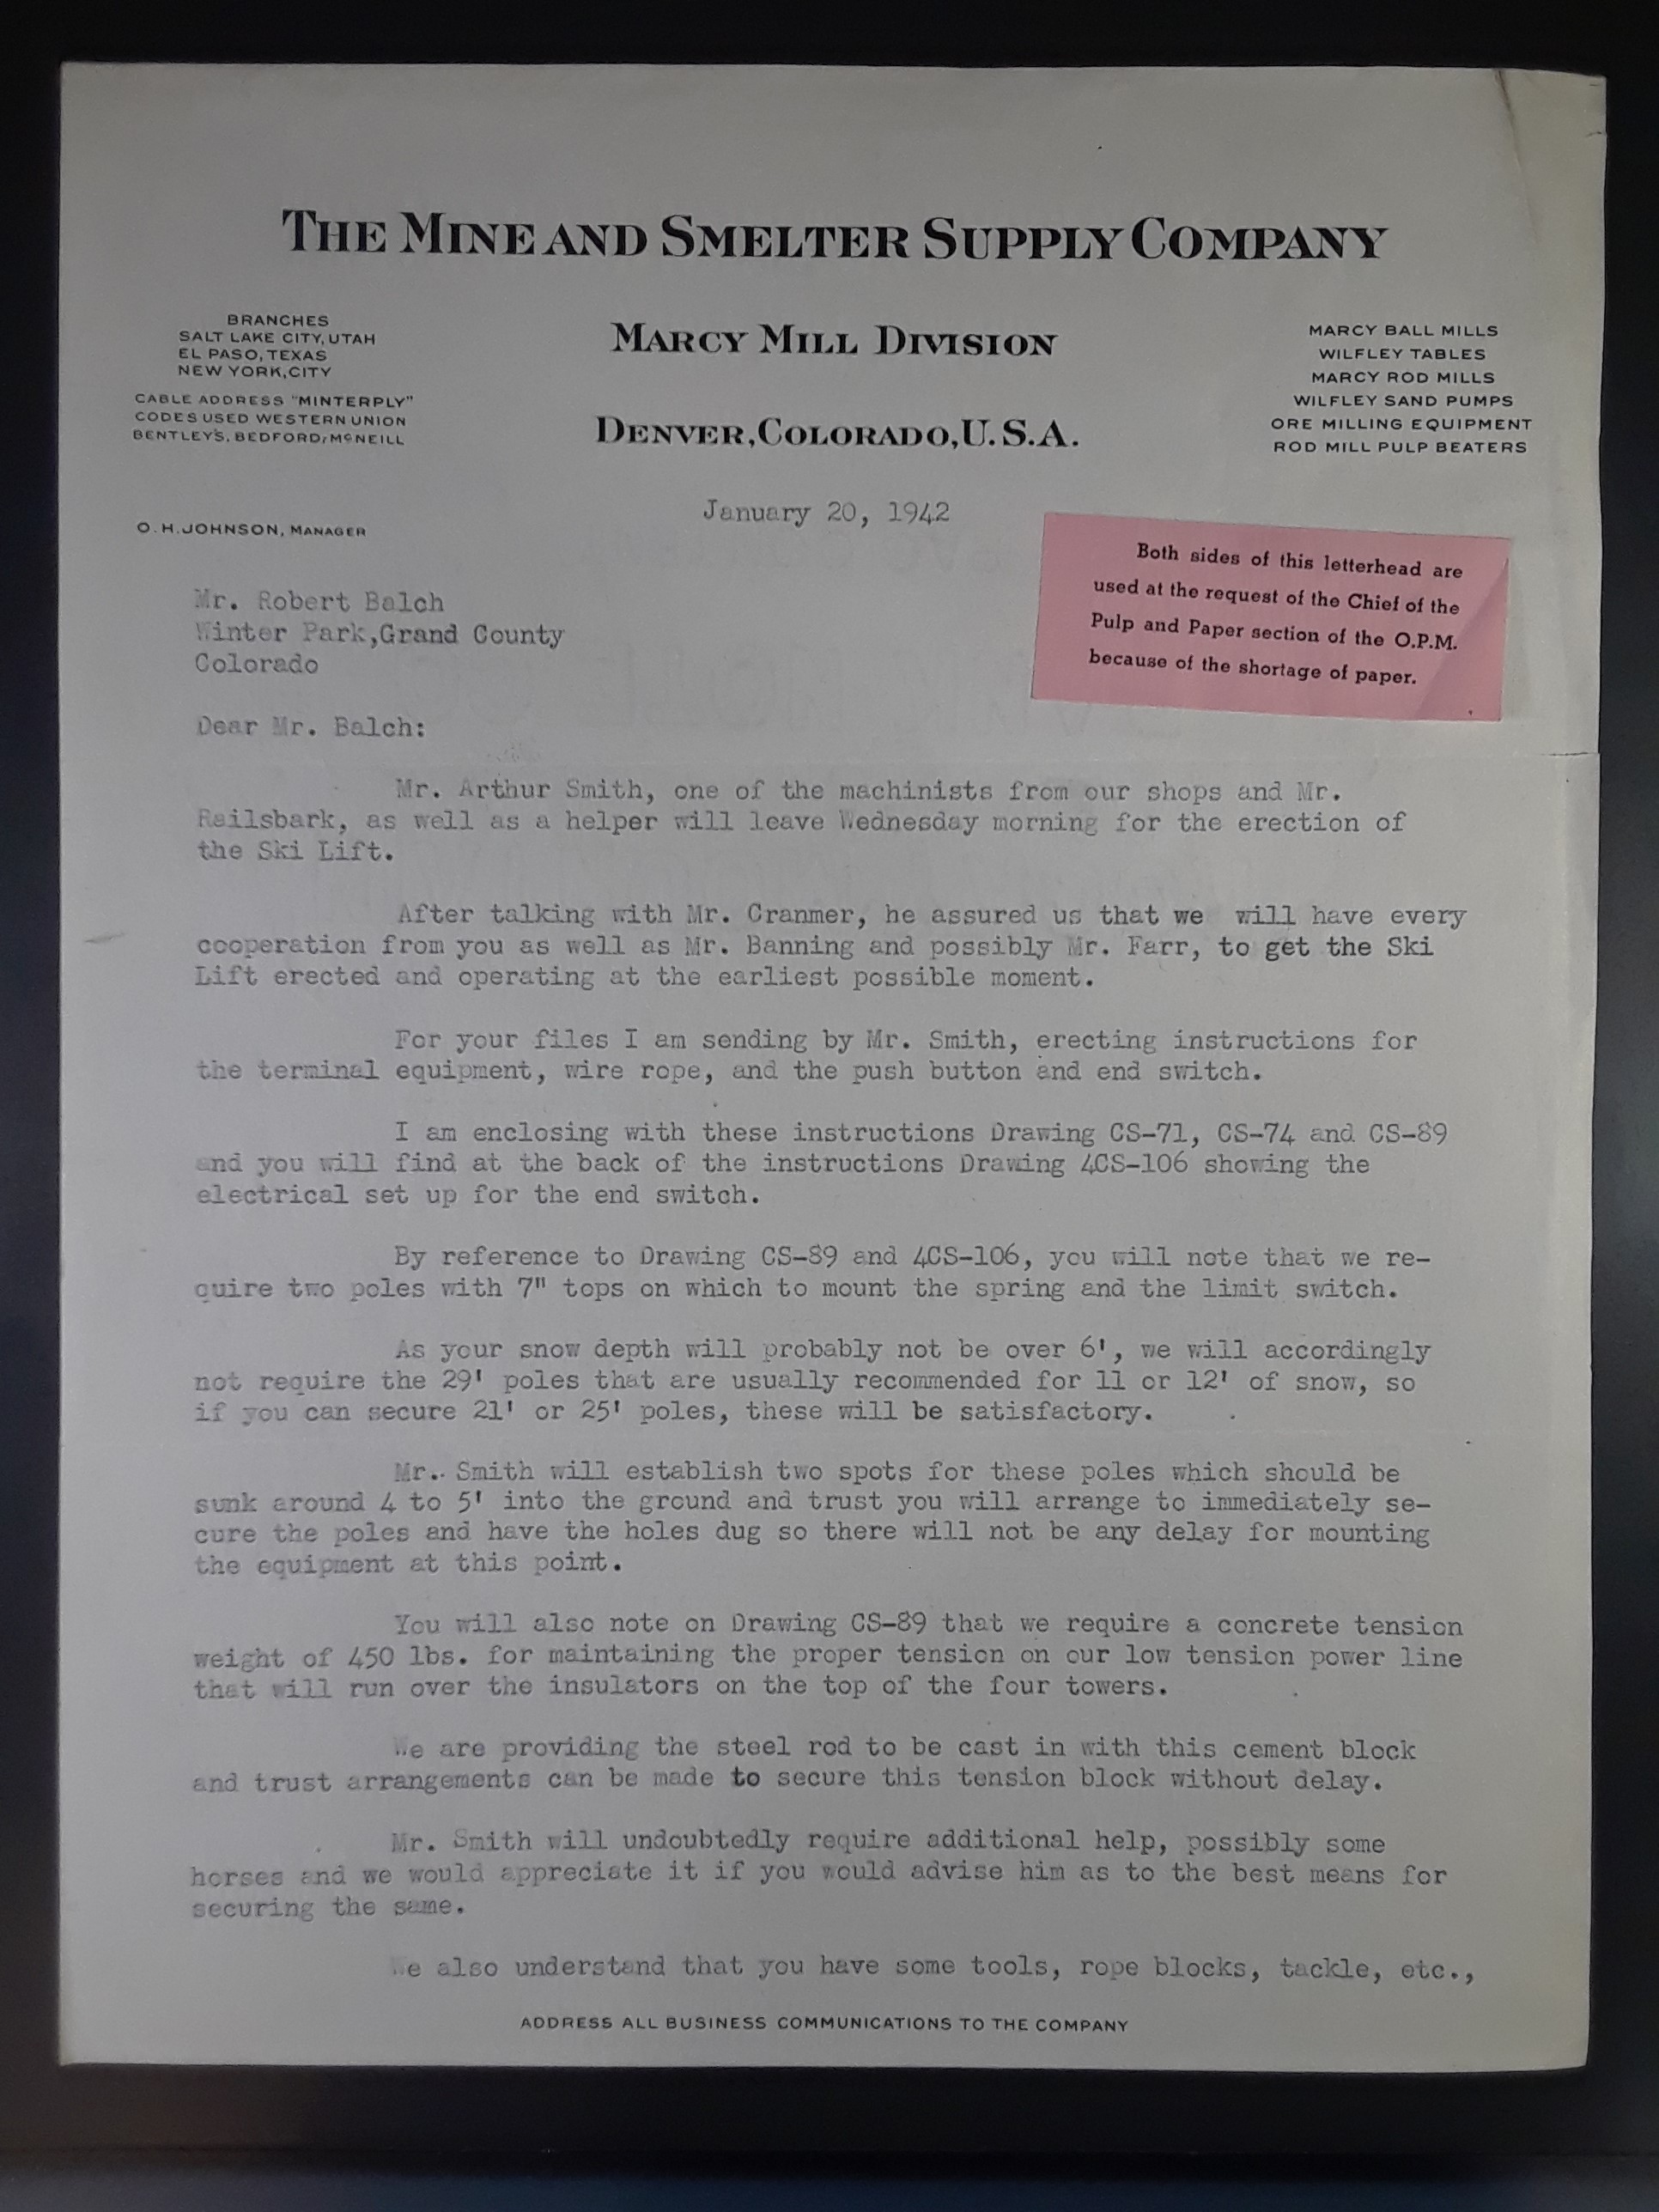 THE MINE AND SMELTER SUPPLY COMPANY
BRANCHES
SALT LAKE CITY, UTAH
EL PASO, TEXAS
NEW YORK, CITY
CABLE ADDRESS "MINTERPLY"
CODES USED WESTERN UNION
BENTLEY'S, BEDFORD, McNEILL
MARCY MILL DIVISION
DENVER, COLORADO, U.S.A.
MARCY BALL MILLS
WILFLEY TABLES
MARCY ROD MILLS
WILFLEY SAND PUMPS
ORE MILLING EQUIPMENT
ROD MILL PULP BEATERS
O. H. JOHNSON, MANAGER
January 20, 1942
Both sides of this letterhead are
used at the request of the Chief of the
Pulp and Paper section of the O.P.M.
because of the shortage of paper.
Mr. Robert Balch
Winter Park,Grand County
Colorado
Dear Mr. Balch:
Mr. Arthur Smith, one of the machinists from our shops and Mr.
Railsbark, as well as a helper will leave Wednesday morning for the erection of
the Ski Lift.
After talking with Mr. Cranmer, he assured us that we will have every
cooperation from you as well as Mr. Banning and possibly Mr. Farr, to get the Ski
Lift erected and operating at the earliest possible moment.
For your files I am sending by Mr. Smith, erecting instructions for
the terminal equipment, wire rope, and the push button and end switch.
I am enclosing with these instructions Drawing CS-71, CS-74 and CS-89
and you will find at the back of the instructions Drawing 4CS-106 showing the
electrical set up for the end switch.
By reference to Drawing CS-89 and 4CS-106, you will note that we re-
quire two poles with 7" tops on which to mount the spring and the limit switch.
As your snow depth will probably not be over 6', we will accordingly
not require the 29' poles that are usually recommended for 11 or 12' of snow, so
if you can secure 21' or 25' poles, these will be satisfactory.
Mr. Smith will establish two spots for these poles which should be
sunk around 4 to 5' into the ground and trust you will arrange to immediately se-
cure the poles and have the holes dug so there will not be any delay for mounting
the equipment at this point.
You will also note on Drawing CS-89 that we require a concrete tension
weight of 450 lbs. for maintaining the proper tension on our low tension power line
that will run over the insulators on the top of the four towers.
We are providing the steel rod to be cast in with this cement block
and trust arrangements can be made to secure this tension block without delay.
Mr. Smith will undoubtedly require additional help, possibly some
horses and we would appreciate it if you would advise him as to the best means for
securing the same.
We also understand that you have some tools, rope blocks, tackle, etc.,
ADDRESS ALL BUSINESS COMMUNICATIONS TO THE COMPANY